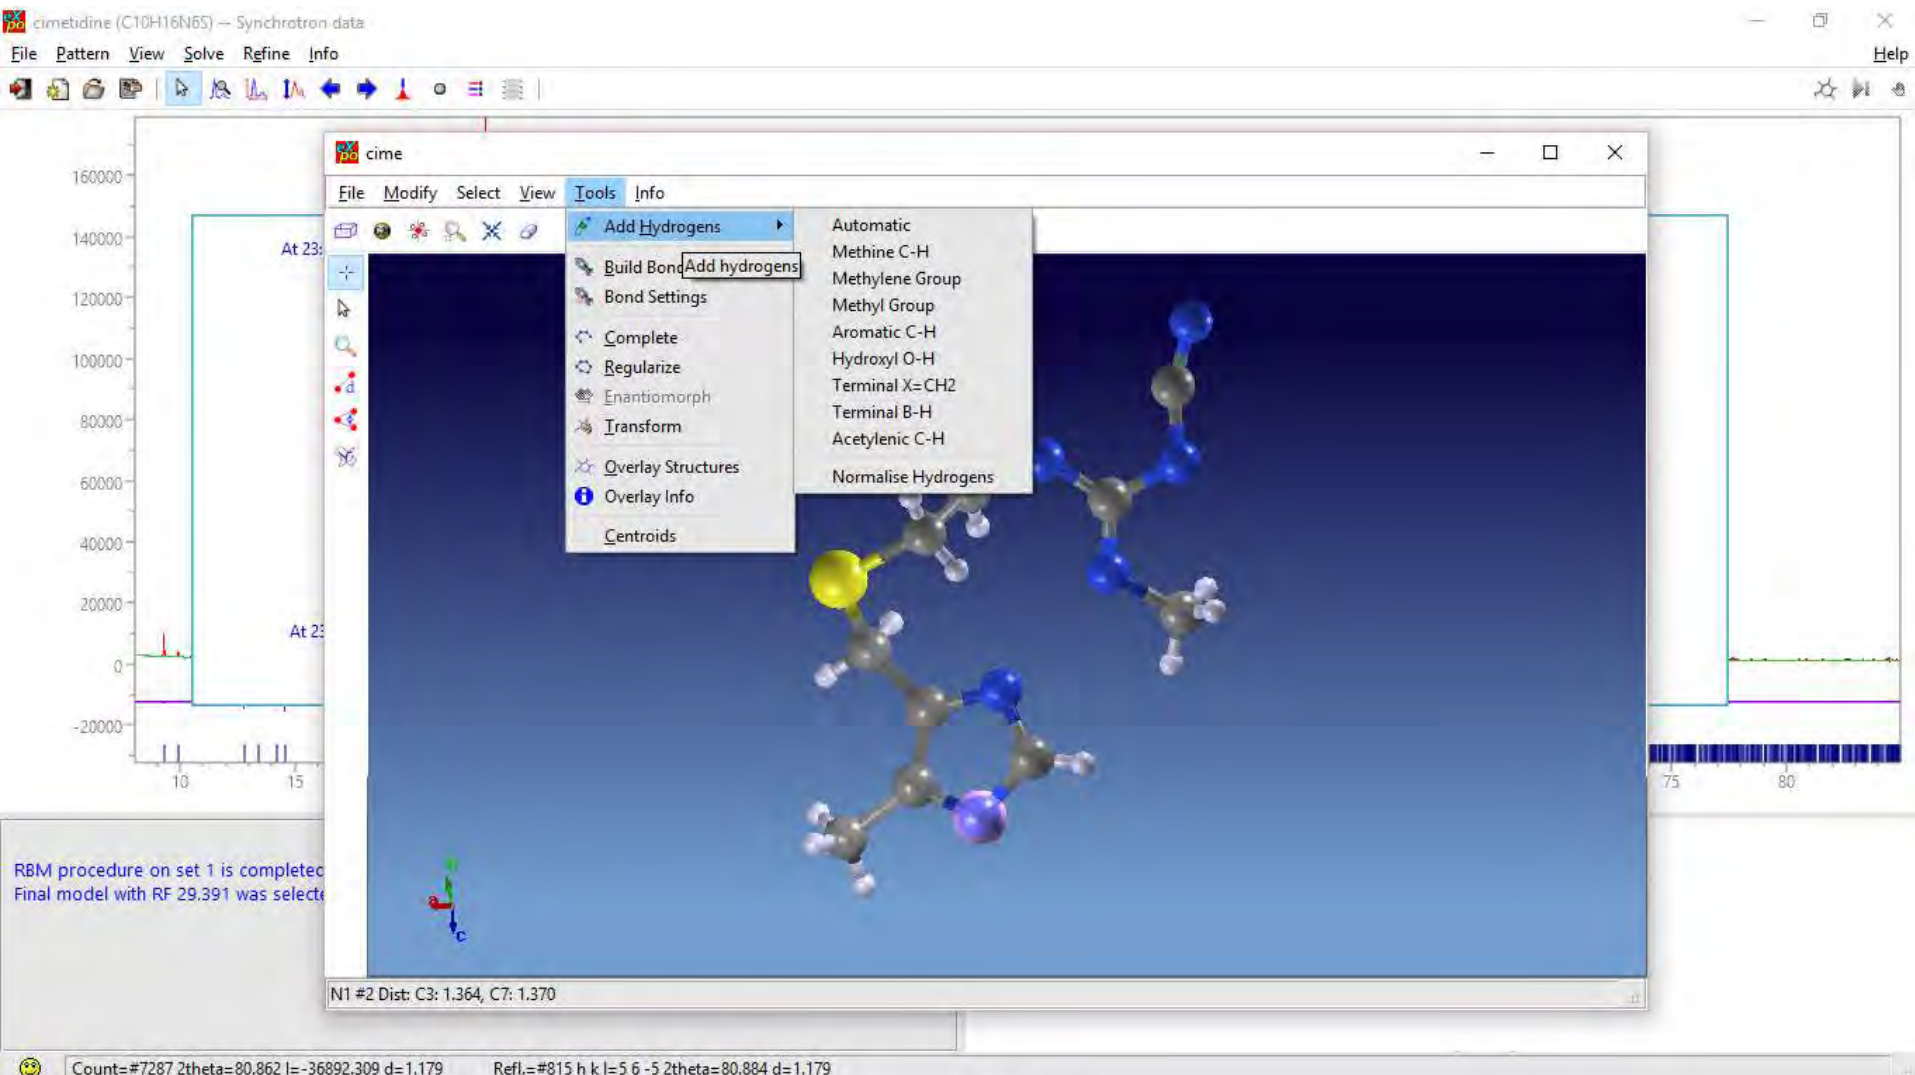 cimetidine (C10H16N6S) -- Synchrotron data
File Pattern View Solve Refine Info Help
160000
140000
120000
100000
80000
60000
40000
20000
0
-20000
10 15 75 80
At 23:
At 23
cime
File Modify Select View Tools Info
Add Hydrogens
Build Bond
Add hydrogens
Bond Settings
Complete
Regularize
Enantiomorph
Transform
Overlay Structures
Overlay Info
Centroids
Automatic
Methine C-H
Methylene Group
Methyl Group
Aromatic C-H
Hydroxyl O-H
Terminal X=CH2
Terminal B-H
Acetylenic C-H
Normalise Hydrogens
d
a
c
N1 #2 Dist: C3: 1.364, C7: 1.370
RBM procedure on set 1 is completed
Final model with RF 29.391 was selecte
Count=#7287 2theta=80.862 I=-36892.309 d=1.179 Refl.=#815 h k l=5 6 -5 2theta=80.884 d=1.179